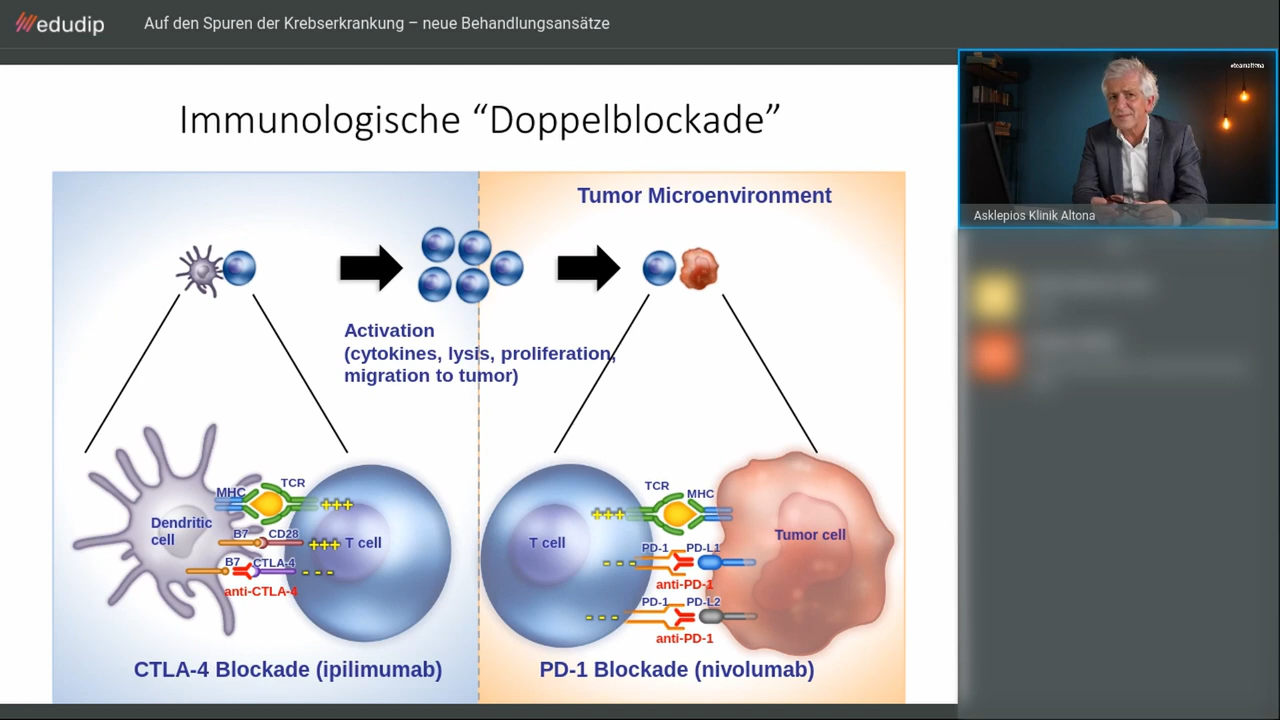 edudip
Auf den Spuren der Krebserkrankung – neue Behandlungsansätze
#teamaltona
Asklepios Klinik Altona
Immunologische “Doppelblockade”
Tumor Microenvironment
Activation
(cytokines, lysis, proliferation,
migration to tumor)
MHC
TCR
+++
Dendritic
cell
B7
CD28
+++
T cell
B7
CTLA-4
- - -
anti-CTLA-4
CTLA-4 Blockade (ipilimumab)
TCR
MHC
+++
T cell
Tumor cell
PD-1
PD-L1
- - -
anti-PD-1
PD-1
PD-L2
- - -
anti-PD-1
PD-1 Blockade (nivolumab)